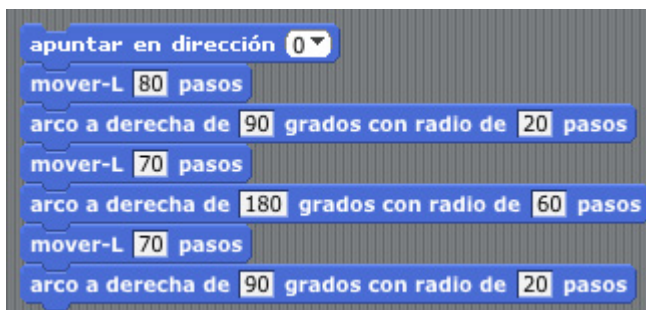 apuntar en dirección 0
mover-L 80 pasos
arco a derecha de 90 grados con radio de 20 pasos
mover-L 70 pasos
arco a derecha de 180 grados con radio de 60 pasos
mover-L 70 pasos
arco a derecha de 90 grados con radio de 20 pasos